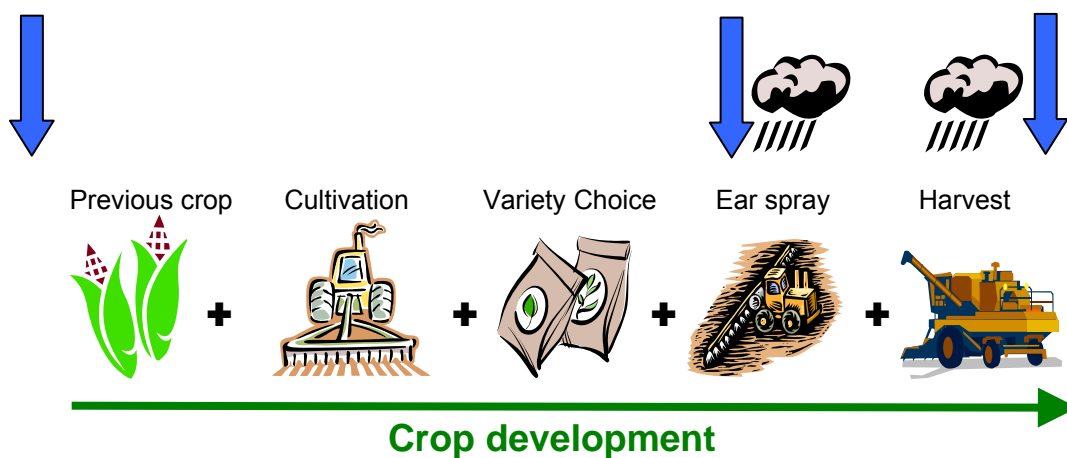 Previous crop
Cultivation
Variety Choice
Ear spray
Harvest
Crop development